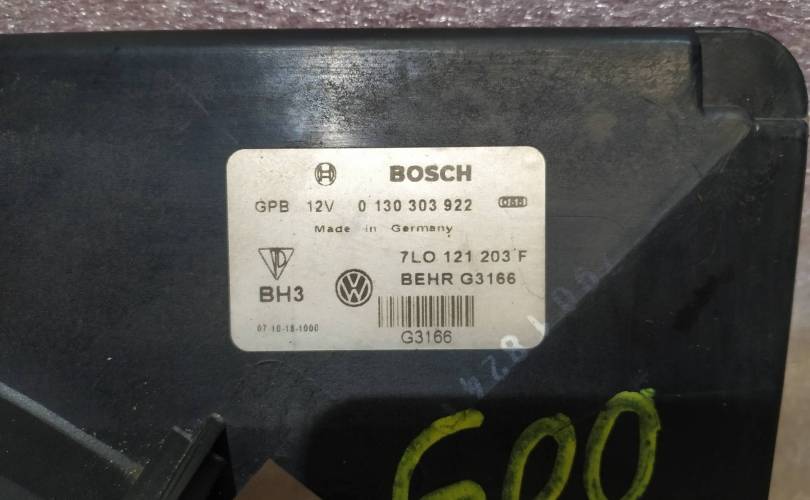 BOSCH
GPB 12V 0 130 303 922 088
Made in Germany
7LO 121 203 F
BEHR G3166
BH3
07-10-18-1000
G3166
600